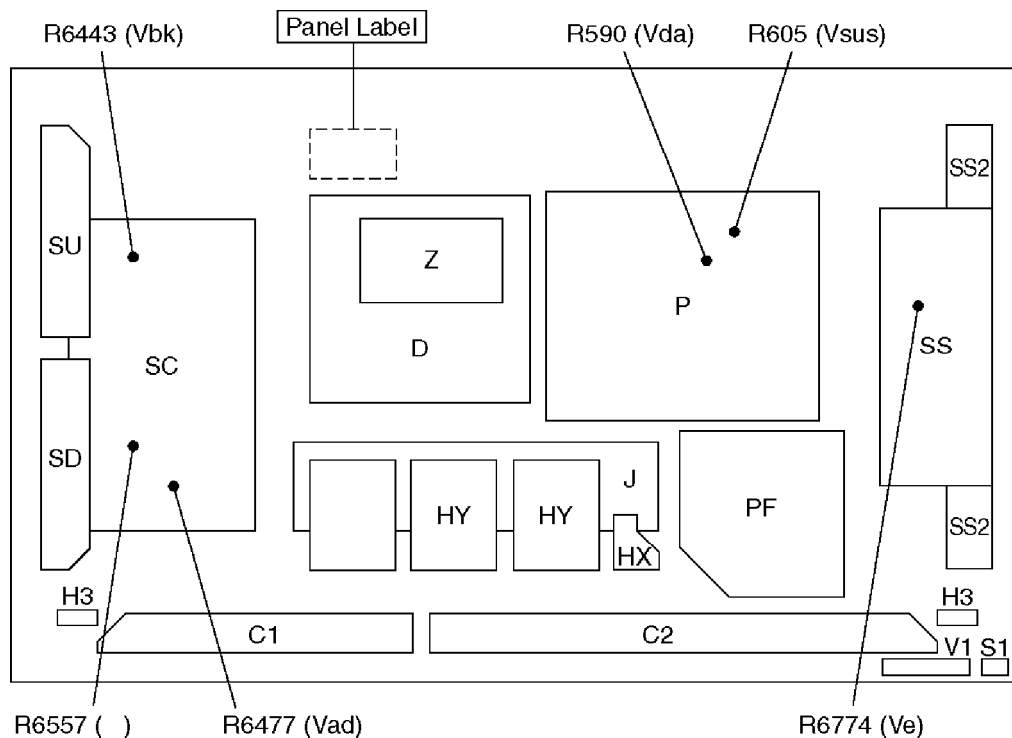 Panel Label
R6443 (Vbk)
R590 (Vda)
R605 (Vsus)
SS2
SU
Z
P
D
SC
SS
SD
J
HY
HY
HX
PF
SS2
H3
H3
C1
C2
V1
S1
R6557 ( )
R6477 (Vad)
R6774 (Ve)